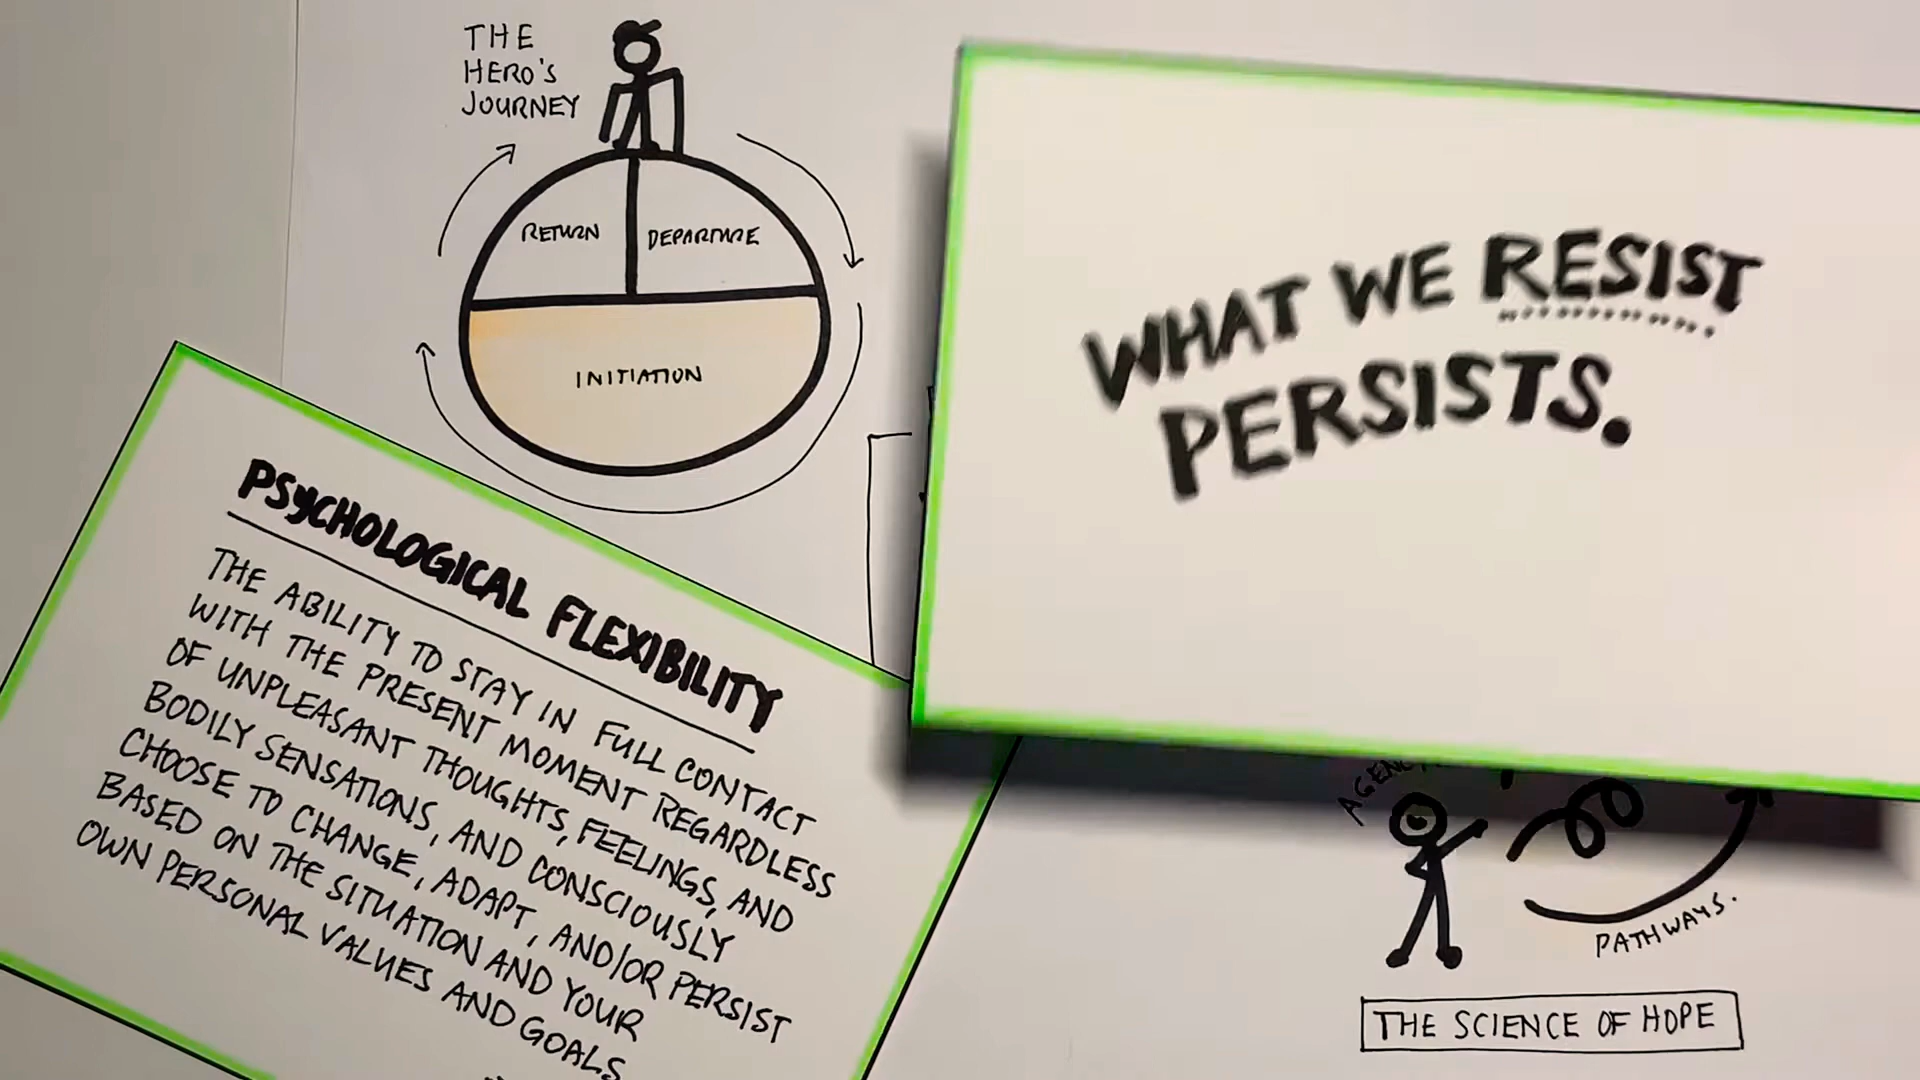 THE
HERO'S
JOURNEY
RETURN
DEPARTURE
INITIATION
WHAT WE RESIST
PERSISTS.
PSYCHOLOGICAL FLEXIBILITY
THE ABILITY TO STAY IN FULL CONTACT
WITH THE PRESENT MOMENT REGARDLESS
OF UNPLEASANT THOUGHTS, FEELINGS, AND
BODILY SENSATIONS, AND CONSCIOUSLY
CHOOSE TO CHANGE, ADAPT, AND/OR PERSIST
BASED ON THE SITUATION AND YOUR
OWN PERSONAL VALUES AND GOALS
PATHWAYS.
THE SCIENCE OF HOPE